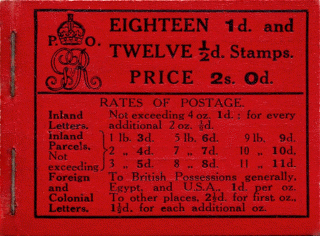 P. O.
EIGHTEEN 1d. and
TWELVE ½d. Stamps.
PRICE 2s. 0d.
RATES OF POSTAGE.
Inland Letters. Not exceeding 4 oz. 1d. : for every additional 2 oz. ½d.
Inland Parcels. Not exceeding
1 lb. 3d. 5 lb. 6d. 9 lb. 9d.
2 „ 4d. 7 „ 7d. 10 „ 10d.
3 „ 5d. 8 „ 8d. 11 „ 11d.
Foreign and Colonial Letters. To British Possessions generally, Egypt, and U.S.A., 1d. per oz.
To other places, 2½d. for first oz., 1½d. for each additional oz.